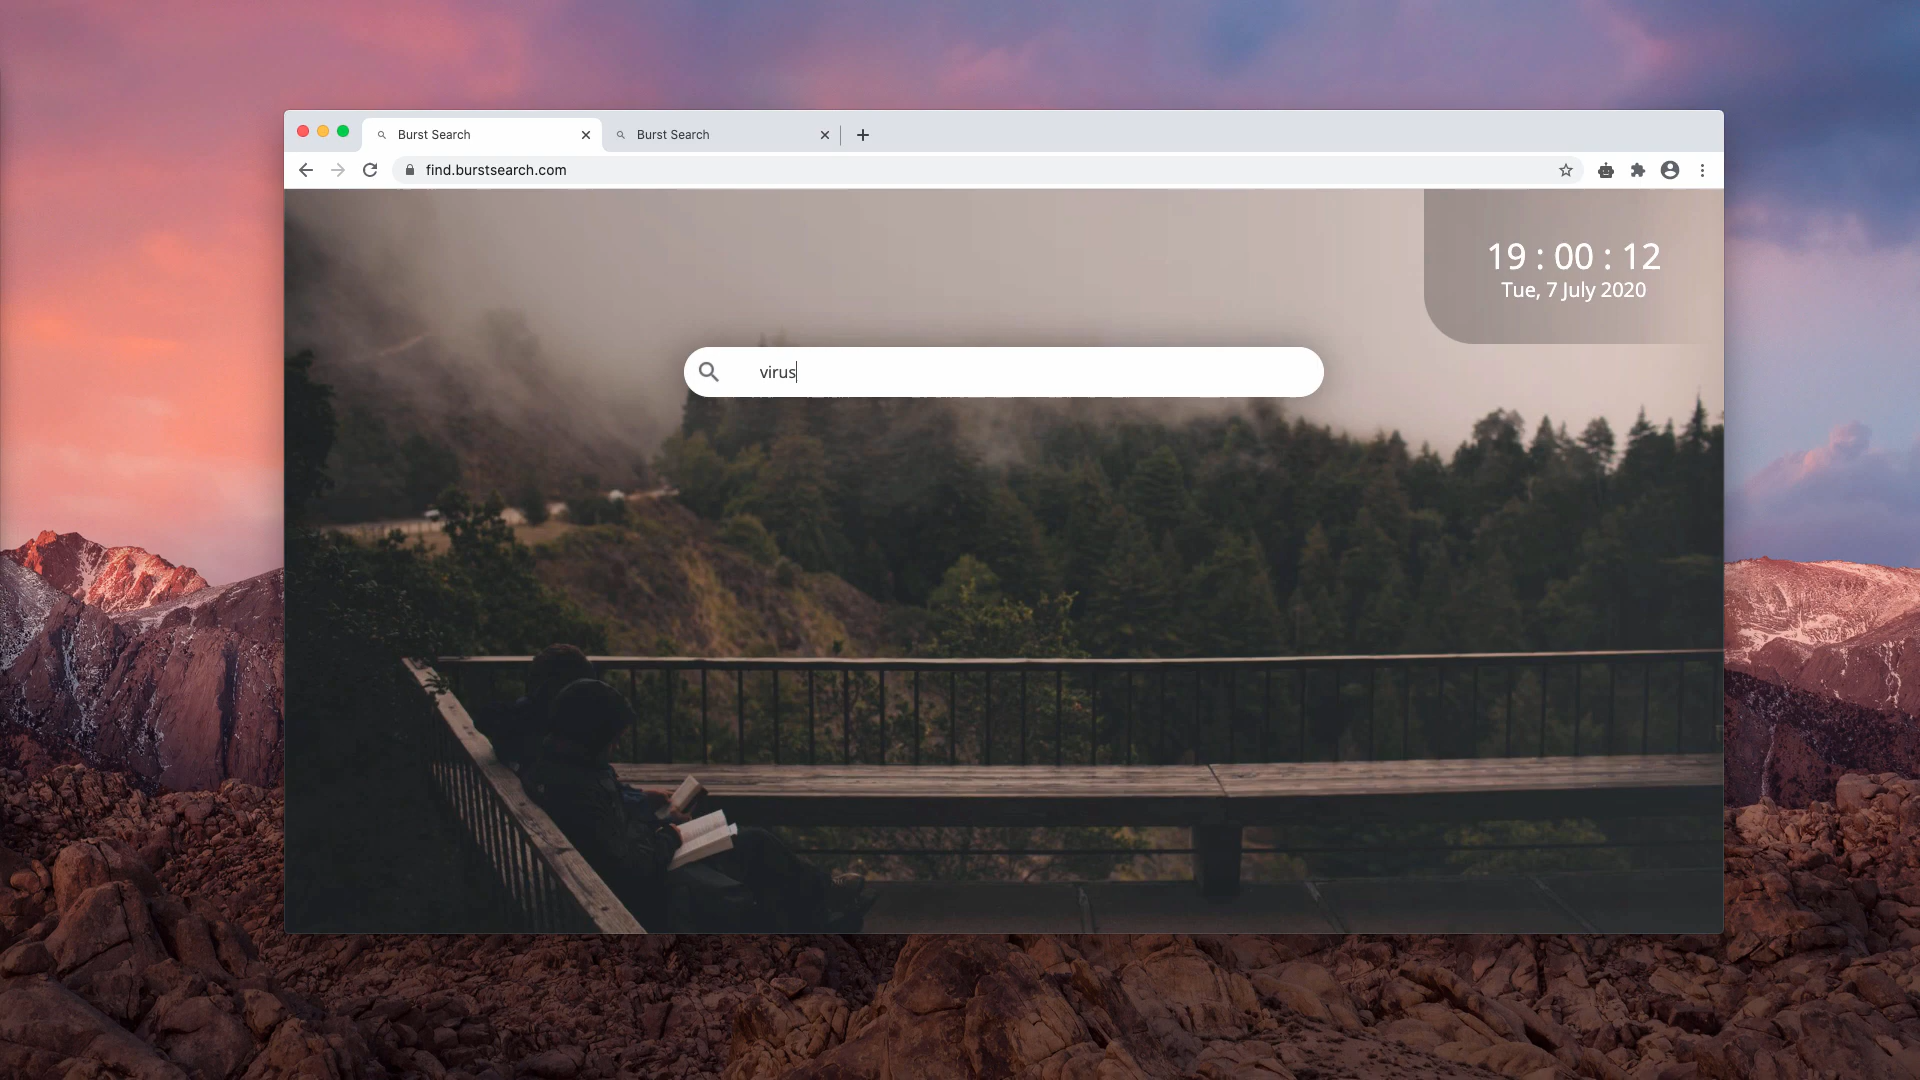 Burst Search
Burst Search
find.burstsearch.com
19 : 00 : 12
Tue, 7 July 2020
virus